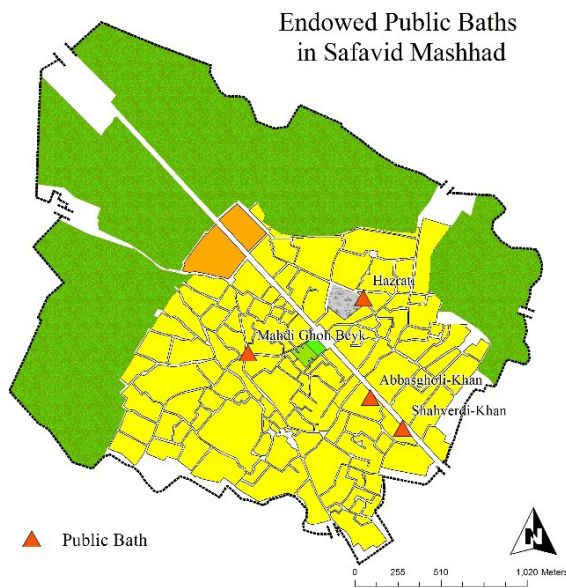 Endowed Public Baths
in Safavid Mashhad
Hazrati
Mahdi Gholi Beyk
Abbasgholi-Khan
Shahverdi-Khan
Public Bath
N
0 255 510 1,020 Meters